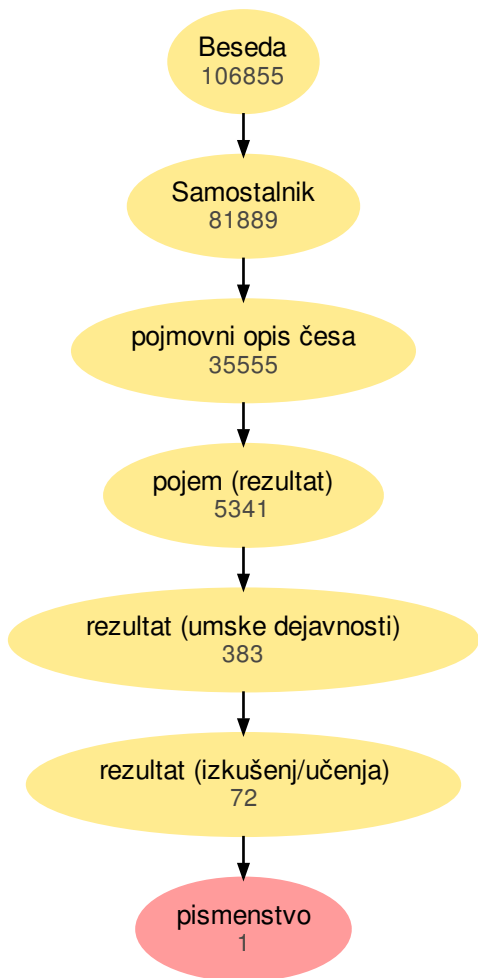 Beseda
106855
Samostalnik
81889
pojmovni opis česa
35555
pojem (rezultat)
5341
rezultat (umske dejavnosti)
383
rezultat (izkušenj/učenja)
72
pismenstvo
1